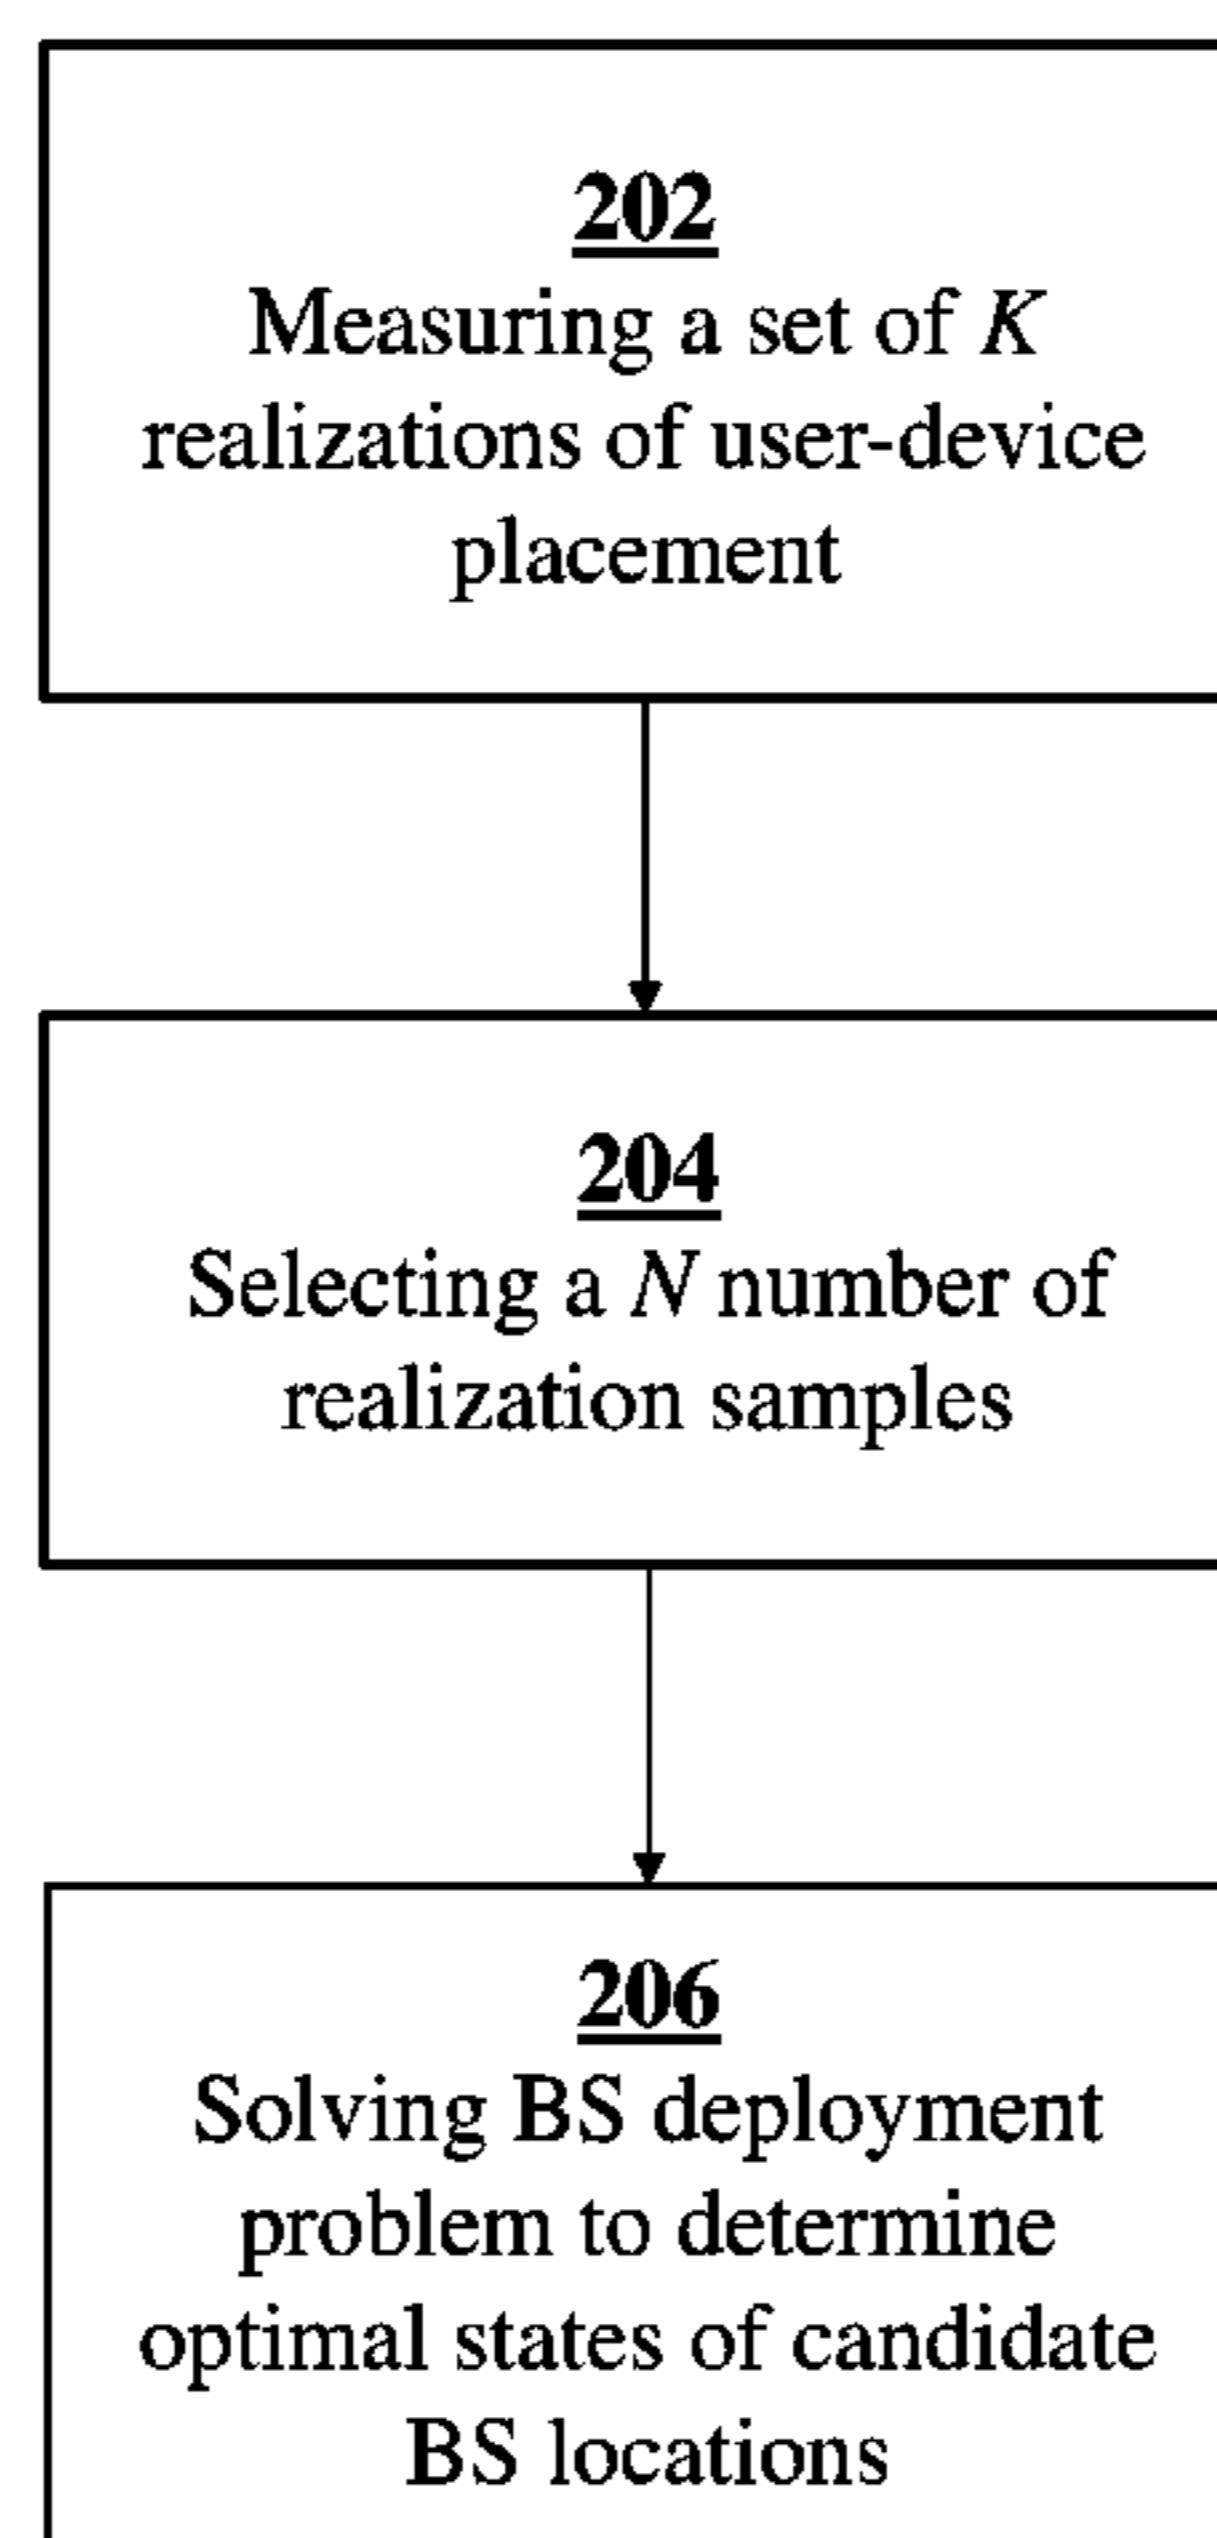 202
Measuring a set of K
realizations of user-device
placement
204
Selecting a N number of
realization samples
206
Solving BS deployment
problem to determine
optimal states of candidate
BS locations